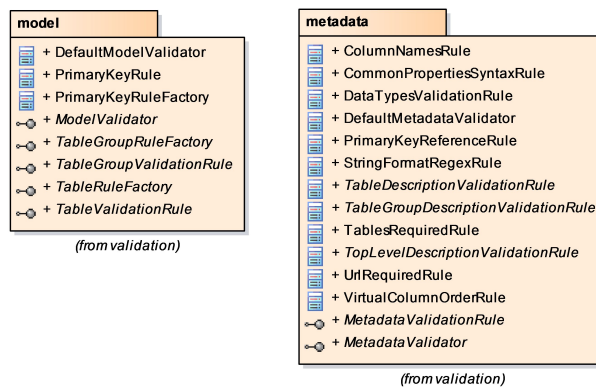 model
+ DefaultModelValidator
+ PrimaryKeyRule
+ PrimaryKeyRuleFactory
+ ModelValidator
+ TableGroupRuleFactory
+ TableGroupValidationRule
+ TableRuleFactory
+ TableValidationRule
(from validation)
metadata
+ ColumnNamesRule
+ CommonPropertiesSyntaxRule
+ DataTypesValidationRule
+ DefaultMetadataValidator
+ PrimaryKeyReferenceRule
+ StringFormatRegexRule
+ TableDescriptionValidationRule
+ TableGroupDescriptionValidationRule
+ TablesRequiredRule
+ TopLevelDescriptionValidationRule
+ UrlRequiredRule
+ VirtualColumnOrderRule
+ MetadataValidationRule
+ MetadataValidator
(from validation)